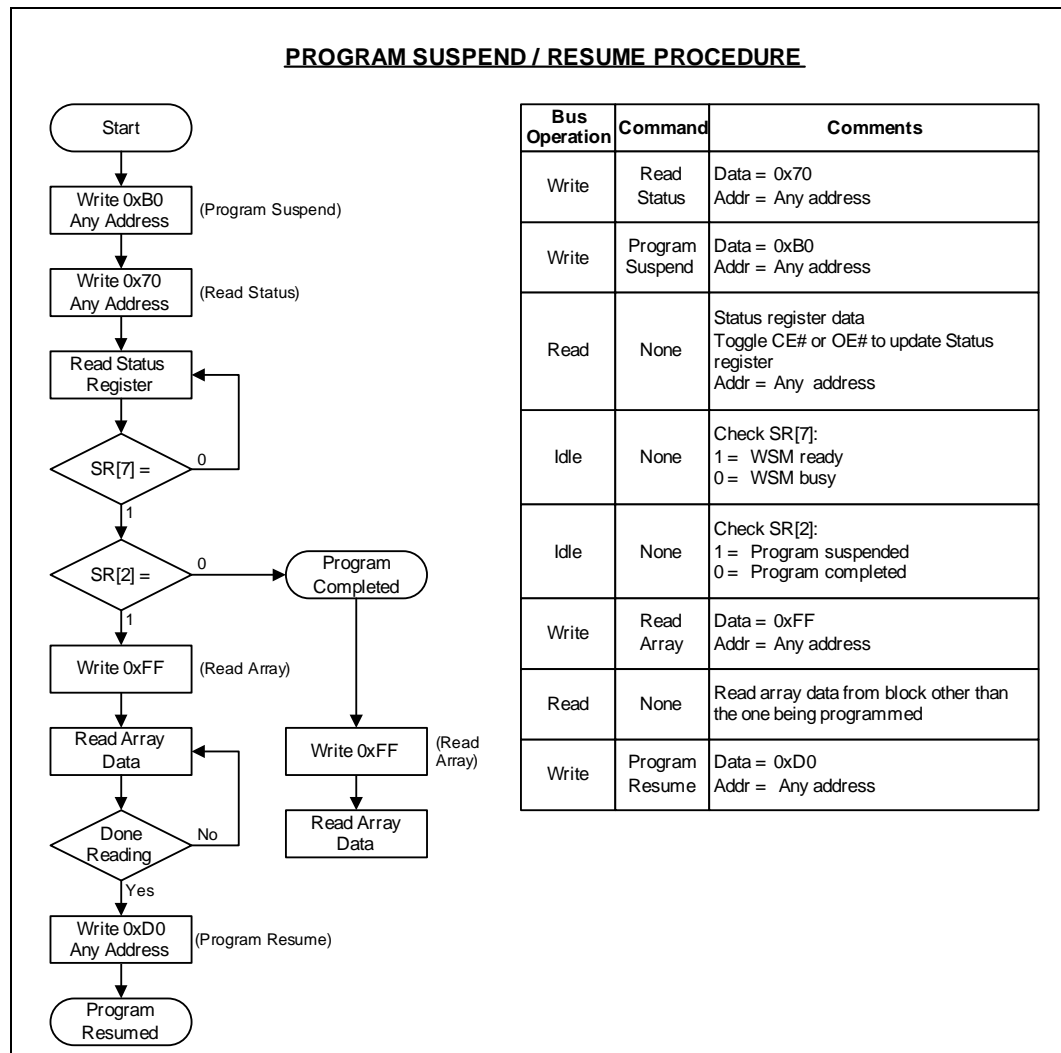 PROGRAM SUSPEND / RESUME PROCEDURE
Start
Write 0xB0
Any Address
(Program Suspend)
Write 0x70
Any Address
(Read Status)
Read Status
Register
SR[7] =
0
1
SR[2] =
0
1
Program
Completed
Write 0xFF
(Read Array)
Read Array
Data
Write 0xFF
(Read
Array)
Read Array
Data
Done
Reading
No
Yes
Write 0xD0
Any Address
(Program Resume)
Program
Resumed
Bus
Operation
Command
Comments
Write
Read
Status
Data = 0x70
Addr = Any address
Write
Program
Suspend
Data = 0xB0
Addr = Any address
Read
None
Status register data
Toggle CE# or OE# to update Status
register
Addr = Any address
Idle
None
Check SR[7]:
1 = WSM ready
0 = WSM busy
Idle
None
Check SR[2]:
1 = Program suspended
0 = Program completed
Write
Read
Array
Data = 0xFF
Addr = Any address
Read
None
Read array data from block other than
the one being programmed
Write
Program
Resume
Data = 0xD0
Addr = Any address